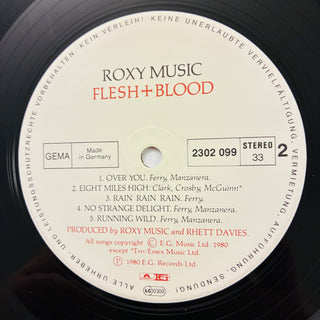 ALLE URHEBER- UND LEISTUNGSSCHUTZRECHTE VORBEHALTEN. KEIN VERLEIH! KEINE UNERLAUBTE VERVIELFÄLTIGUNG, VERMIETUNG, AUFFÜHRUNG, SENDUNG!
ROXY MUSIC
FLESH+BLOOD
GEMA
Made in Germany
2302 099
STEREO
33
2
1. OVER YOU. Ferry, Manzanera.
2. EIGHT MILES HIGH. Clark, Crosby, McGuinn*
3. RAIN RAIN RAIN. Ferry.
4. NO STRANGE DELIGHT. Ferry, Manzanera.
5. RUNNING WILD. Ferry, Manzanera.
PRODUCED by ROXY MUSIC and RHETT DAVIES.
All songs copyright Ⓒ E.G. Music Ltd. 1980
except *Tro-Essex Music Ltd.
Ⓟ 1980 E.G. Records Ltd.
LC 0309